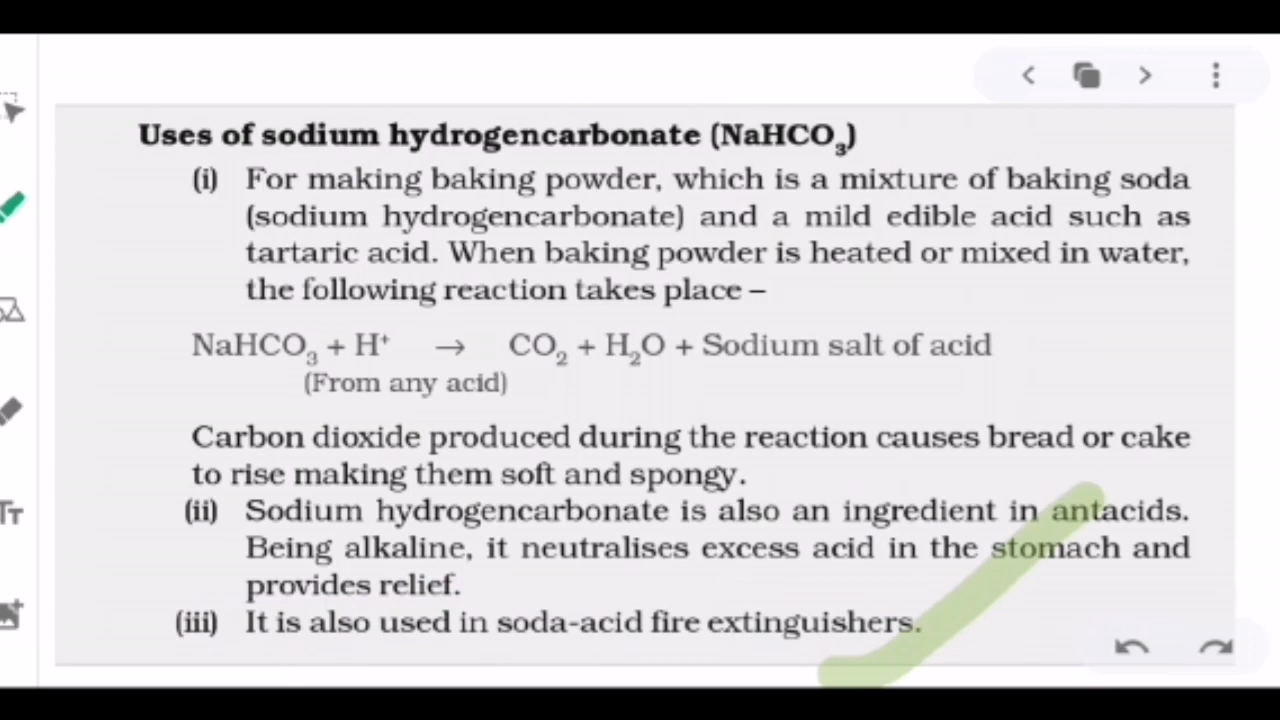 Uses of sodium hydrogencarbonate (NaHCO₃)
(i) For making baking powder, which is a mixture of baking soda
(sodium hydrogencarbonate) and a mild edible acid such as
tartaric acid. When baking powder is heated or mixed in water,
the following reaction takes place –
NaHCO₃ + H⁺ → CO₂ + H₂O + Sodium salt of acid
(From any acid)
Carbon dioxide produced during the reaction causes bread or cake
to rise making them soft and spongy.
(ii) Sodium hydrogencarbonate is also an ingredient in antacids.
Being alkaline, it neutralises excess acid in the stomach and
provides relief.
(iii) It is also used in soda-acid fire extinguishers.
Tт